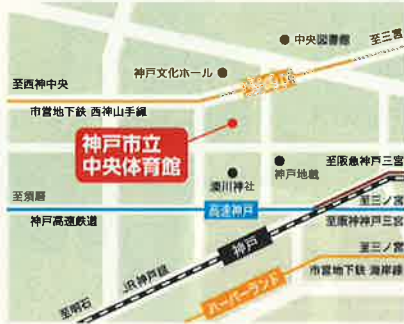 中央図書館
至三宮
神戸文化ホール
至西神中央
市営地下鉄 西神山手線
神戸市立
中央体育館
湊川神社
神戸地裁
至阪急神戸三宮
至須磨
高速神戸
至三ノ宮
神戸高速鉄道
至阪神神戸三宮
神戸
至三ノ宮
JR神戸線
市営地下鉄 海岸線
ハーバーランド
至明石